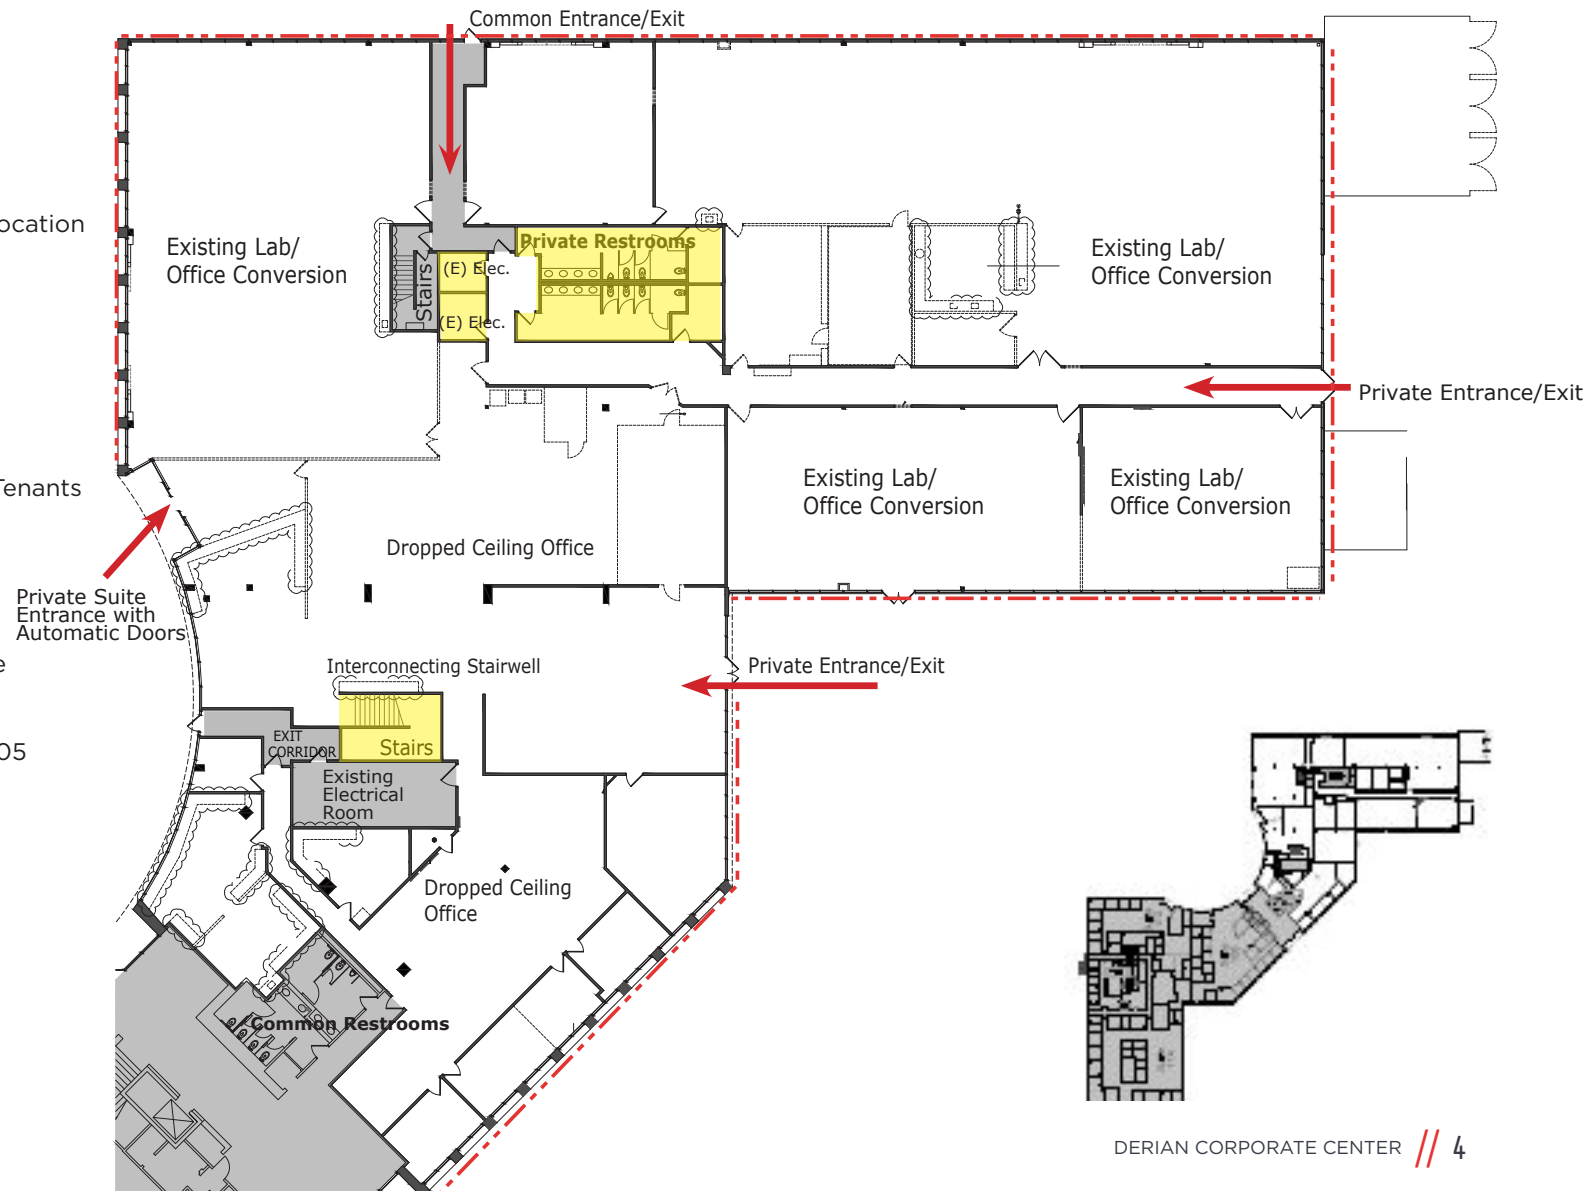 Common Entrance/Exit
ocation
Existing Lab/
Office Conversion
Stairs
(E) Elec.
(E) Elec.
Private Restrooms
Existing Lab/
Office Conversion
Private Entrance/Exit
Existing Lab/
Office Conversion
Existing Lab/
Office Conversion
Tenants
Dropped Ceiling Office
Private Suite
Entrance with
Automatic Doors
e
Interconnecting Stairwell
Private Entrance/Exit
05
EXIT
CORRIDOR
Stairs
Existing
Electrical
Room
Dropped Ceiling
Office
Common Restrooms
DERIAN CORPORATE CENTER // 4